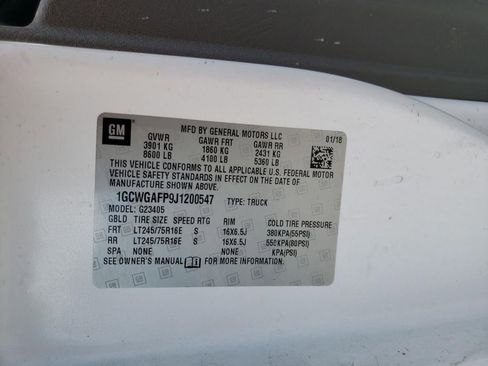 GM
MFD BY GENERAL MOTORS LLC 01/18
GVWR GAWR FRT GAWR RR
3901 KG 1860 KG 2431 KG
8600 LB 4100 LB 5360 LB
THIS VEHICLE CONFORMS TO ALL APPLICABLE U.S. FEDERAL MOTOR
VEHICLE SAFETY STANDARDS IN EFFECT ON THE DATE OF
MANUFACTURE SHOWN ABOVE.
1GCWGAFP9J1200547 TYPE: TRUCK
MODEL: G23405
GBLD TIRE SIZE SPEED RTG RIM COLD TIRE PRESSURE
FRT LT245/75R16E S 16X6.5J 380KPA(55PSI)
RR LT245/75R16E S 16X6.5J 550KPA(80PSI)
SPA NONE NONE KPA(PSI)
SEE OWNER'S MANUAL FOR MORE INFORMATION.